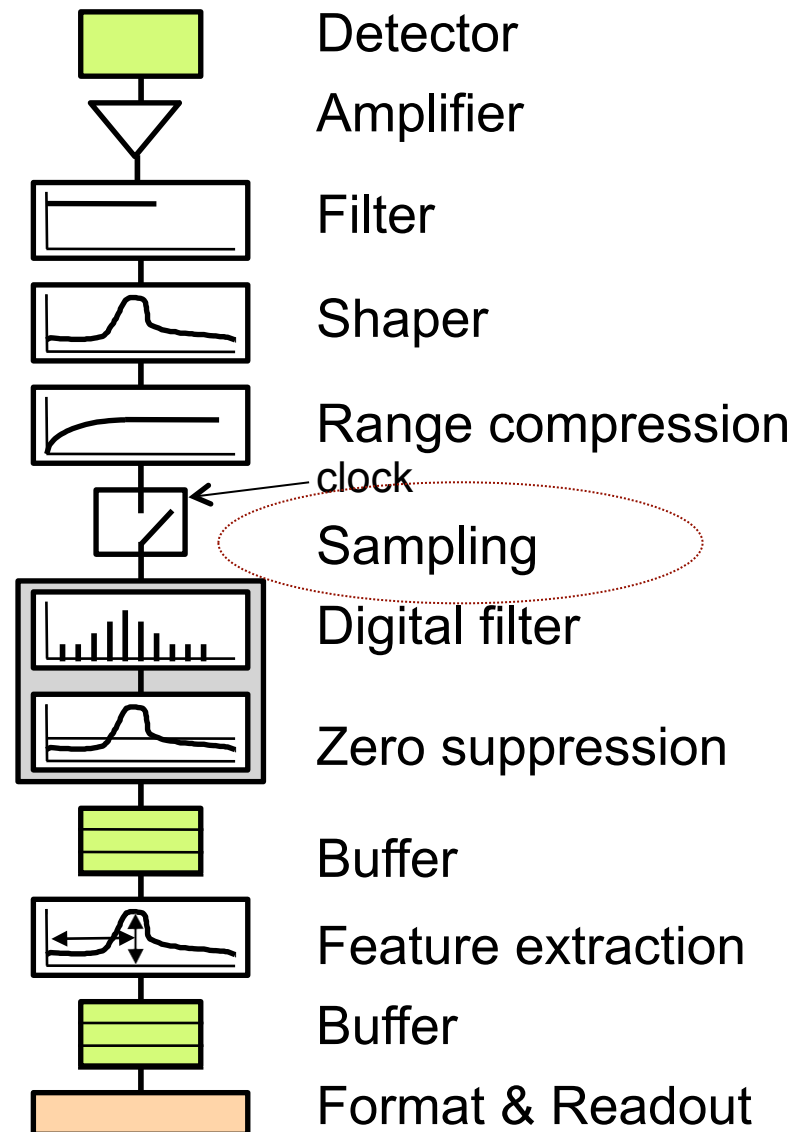 Detector
Amplifier
Filter
Shaper
Range compression
clock
Sampling
Digital filter
Zero suppression
Buffer
Feature extraction
Buffer
Format & Readout